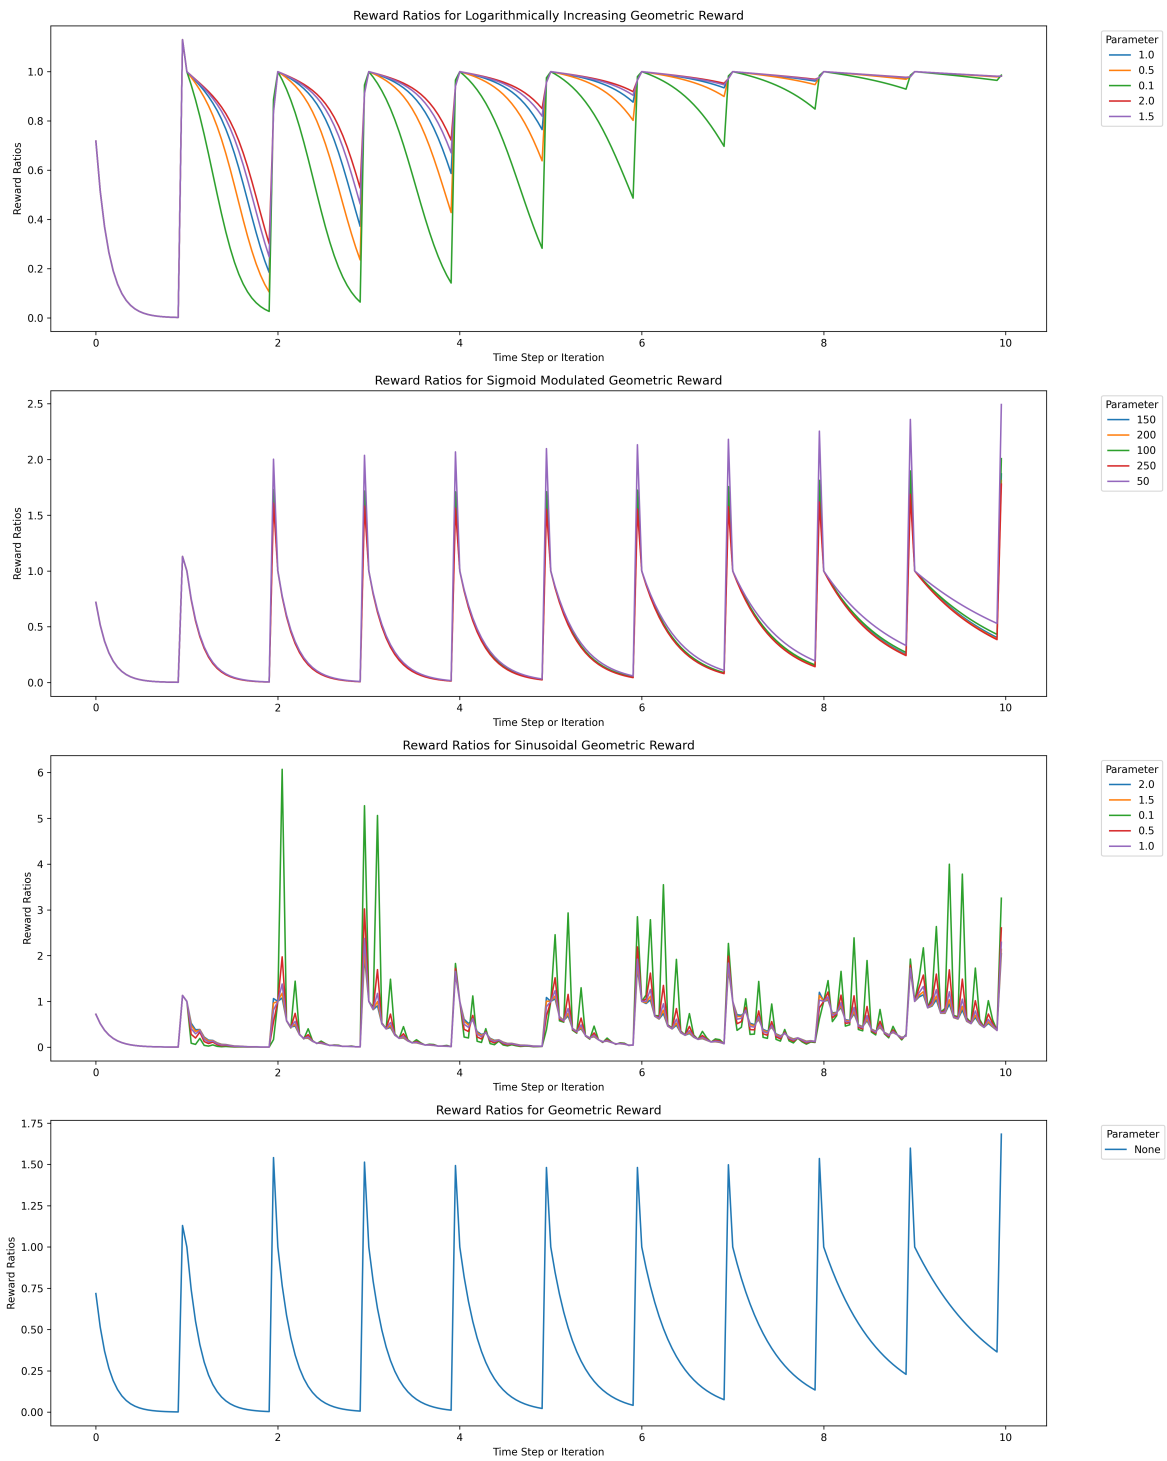 Reward Ratios for Logarithmically Increasing Geometric Reward
Reward Ratios
1.0
0.8
0.6
0.4
0.2
0.0
0 2 4 6 8 10
Time Step or Iteration
Parameter
1.0
0.5
0.1
2.0
1.5
Reward Ratios for Sigmoid Modulated Geometric Reward
Reward Ratios
2.5
2.0
1.5
1.0
0.5
0.0
0 2 4 6 8 10
Time Step or Iteration
Parameter
150
200
100
250
50
Reward Ratios for Sinusoidal Geometric Reward
Reward Ratios
6
5
4
3
2
1
0
0 2 4 6 8 10
Time Step or Iteration
Parameter
2.0
1.5
0.1
0.5
1.0
Reward Ratios for Geometric Reward
Reward Ratios
1.75
1.50
1.25
1.00
0.75
0.50
0.25
0.00
0 2 4 6 8 10
Time Step or Iteration
Parameter
None